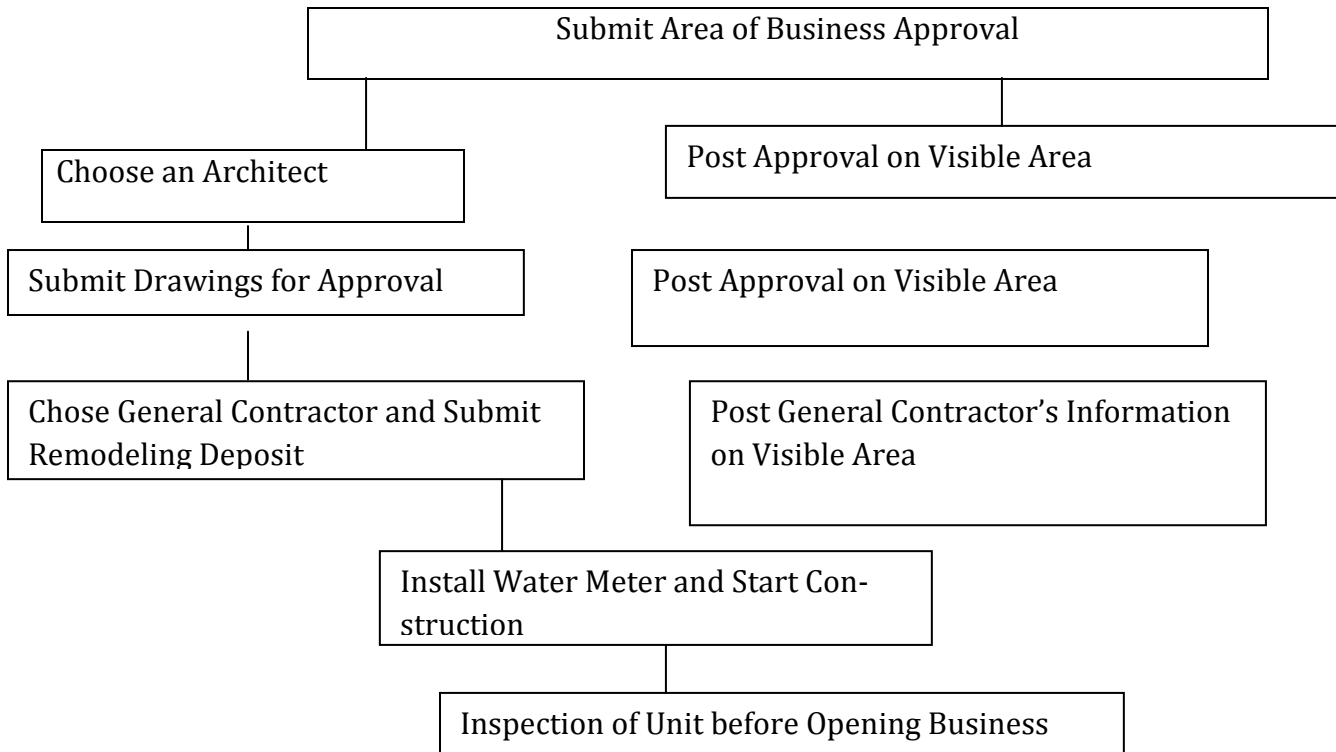 Submit Area of Business Approval
Choose an Architect
Post Approval on Visible Area
Submit Drawings for Approval
Post Approval on Visible Area
Chose General Contractor and Submit
Remodeling Deposit
Post General Contractor’s Information
on Visible Area
Install Water Meter and Start Con-
struction
Inspection of Unit before Opening Business